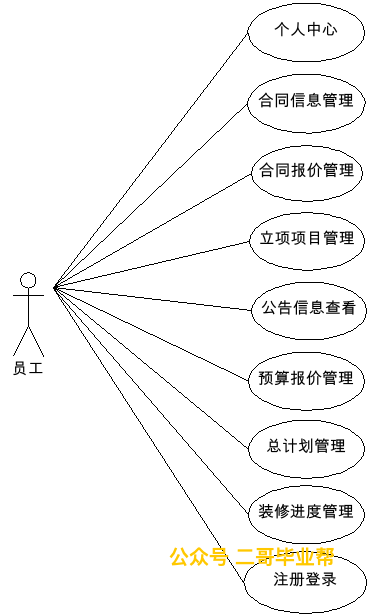 个人中心
合同信息管理
合同报价管理
立项项目管理
公告信息查看
员工
预算报价管理
总计划管理
装修进度管理
公众号 二哥毕业帮
注册登录